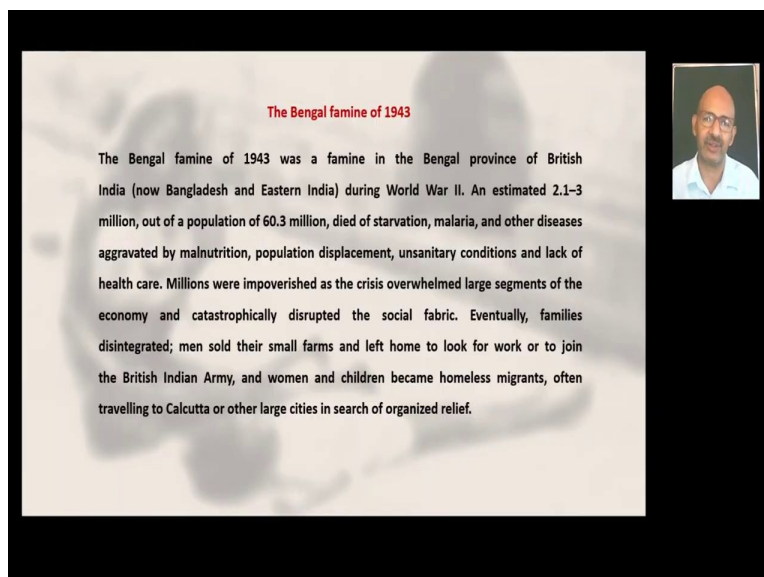 The Bengal famine of 1943
The Bengal famine of 1943 was a famine in the Bengal province of British
India (now Bangladesh and Eastern India) during World War II. An estimated 2.1–3
million, out of a population of 60.3 million, died of starvation, malaria, and other diseases
aggravated by malnutrition, population displacement, unsanitary conditions and lack of
health care. Millions were impoverished as the crisis overwhelmed large segments of the
economy and catastrophically disrupted the social fabric. Eventually, families
disintegrated; men sold their small farms and left home to look for work or to join
the British Indian Army, and women and children became homeless migrants, often
travelling to Calcutta or other large cities in search of organized relief.